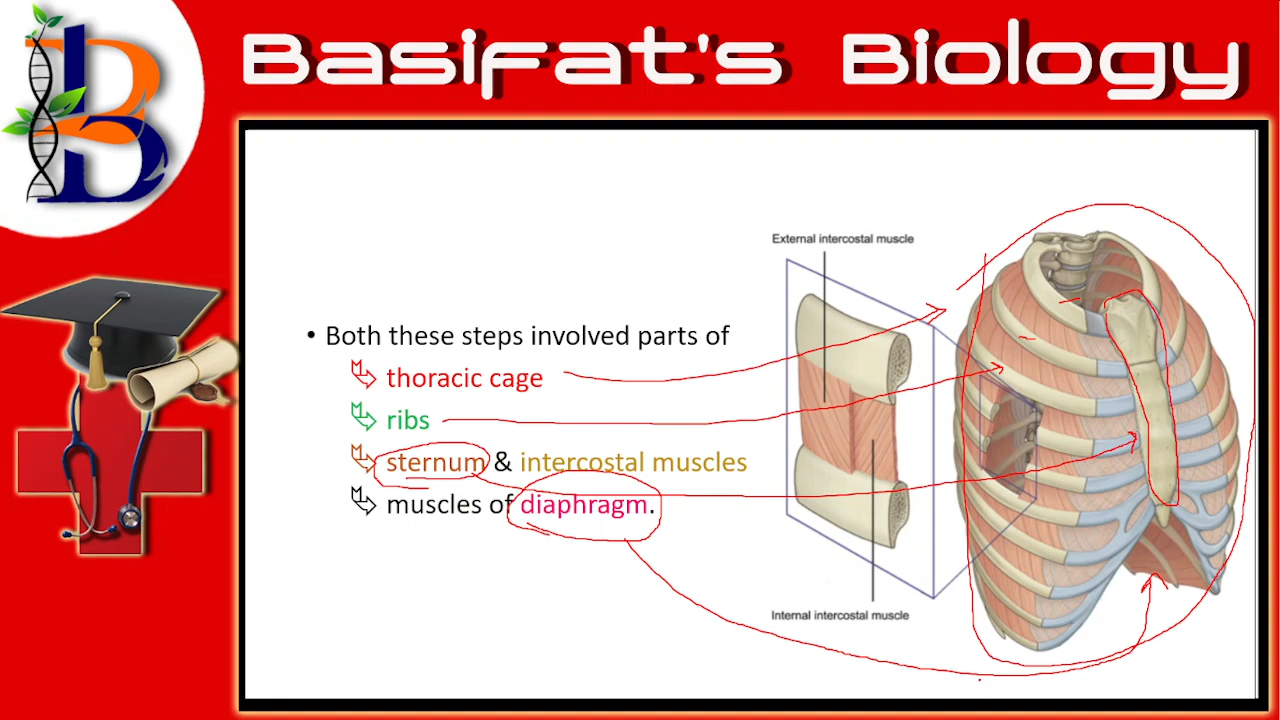 Basifat's Biology
External intercostal muscle
• Both these steps involved parts of
thoracic cage
ribs
sternum & intercostal muscles
muscles of diaphragm.
Internal intercostal muscle